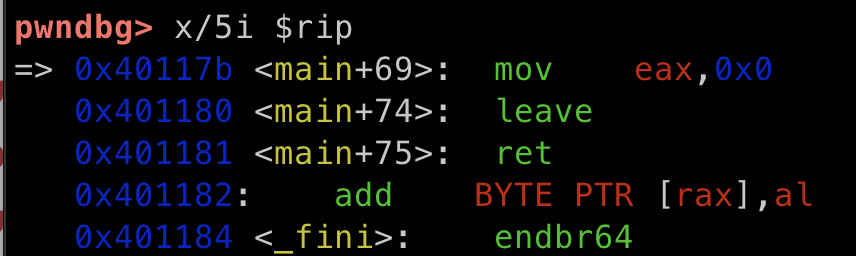 pwndbg> x/5i $rip
=> 0x40117b <main+69>: mov eax,0x0
0x401180 <main+74>: leave
0x401181 <main+75>: ret
0x401182: add BYTE PTR [rax],al
0x401184 <_fini>: endbr64